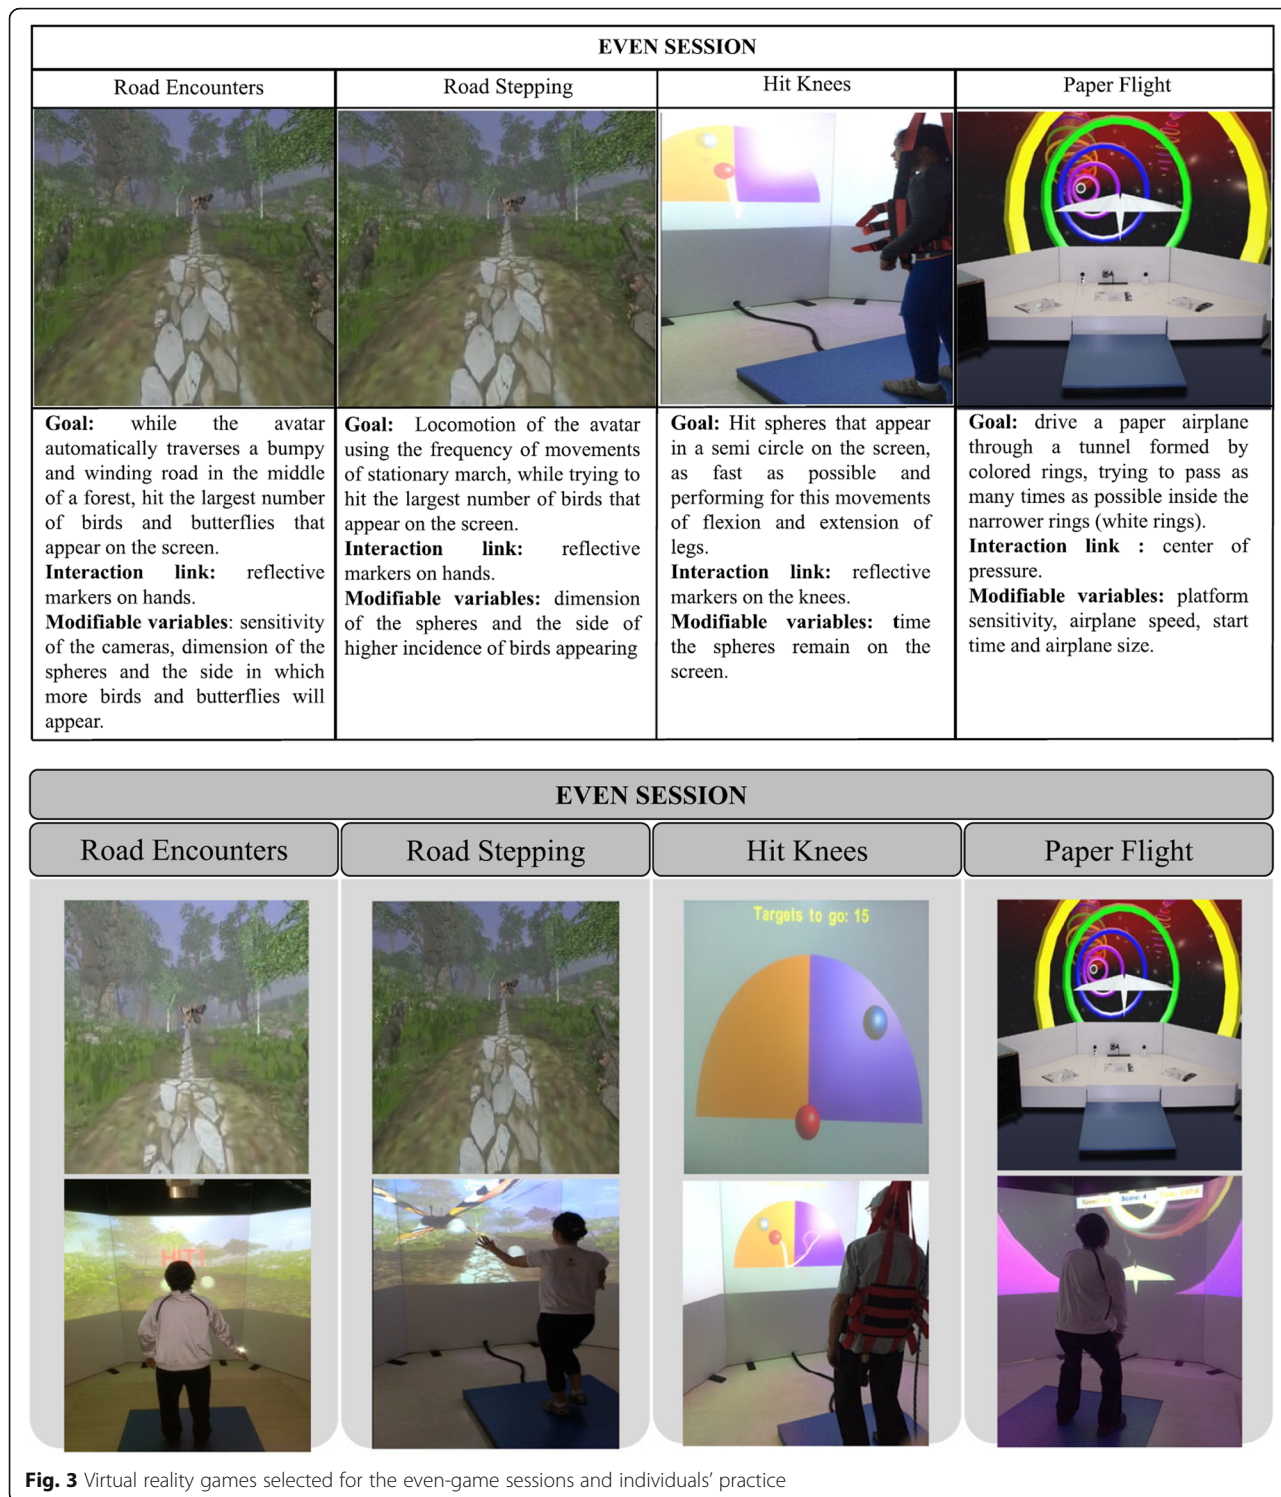 EVEN SESSION
Road Encounters
Road Stepping
Hit Knees
Paper Flight
Goal: while the avatar
automatically traverses a bumpy
and winding road in the middle
of a forest, hit the largest number
of birds and butterflies that
appear on the screen.
Interaction link: reflective
markers on hands.
Modifiable variables: sensitivity
of the cameras, dimension of the
spheres and the side in which
more birds and butterflies will
appear.
Goal: Locomotion of the avatar
using the frequency of movements
of stationary march, while trying to
hit the largest number of birds that
appear on the screen.
Interaction link: reflective
markers on hands.
Modifiable variables: dimension
of the spheres and the side of
higher incidence of birds appearing
Goal: Hit spheres that appear
in a semi circle on the screen,
as fast as possible and
performing for this movements
of flexion and extension of
legs.
Interaction link: reflective
markers on the knees.
Modifiable variables: time
the spheres remain on the
screen.
Goal: drive a paper airplane
through a tunnel formed by
colored rings, trying to pass as
many times as possible inside the
narrower rings (white rings).
Interaction link : center of
pressure.
Modifiable variables: platform
sensitivity, airplane speed, start
time and airplane size.
EVEN SESSION
Road Encounters
Road Stepping
Hit Knees
Paper Flight
Targets to go: 15
HIT!
Score: 4
Fig. 3 Virtual reality games selected for the even-game sessions and individuals' practice